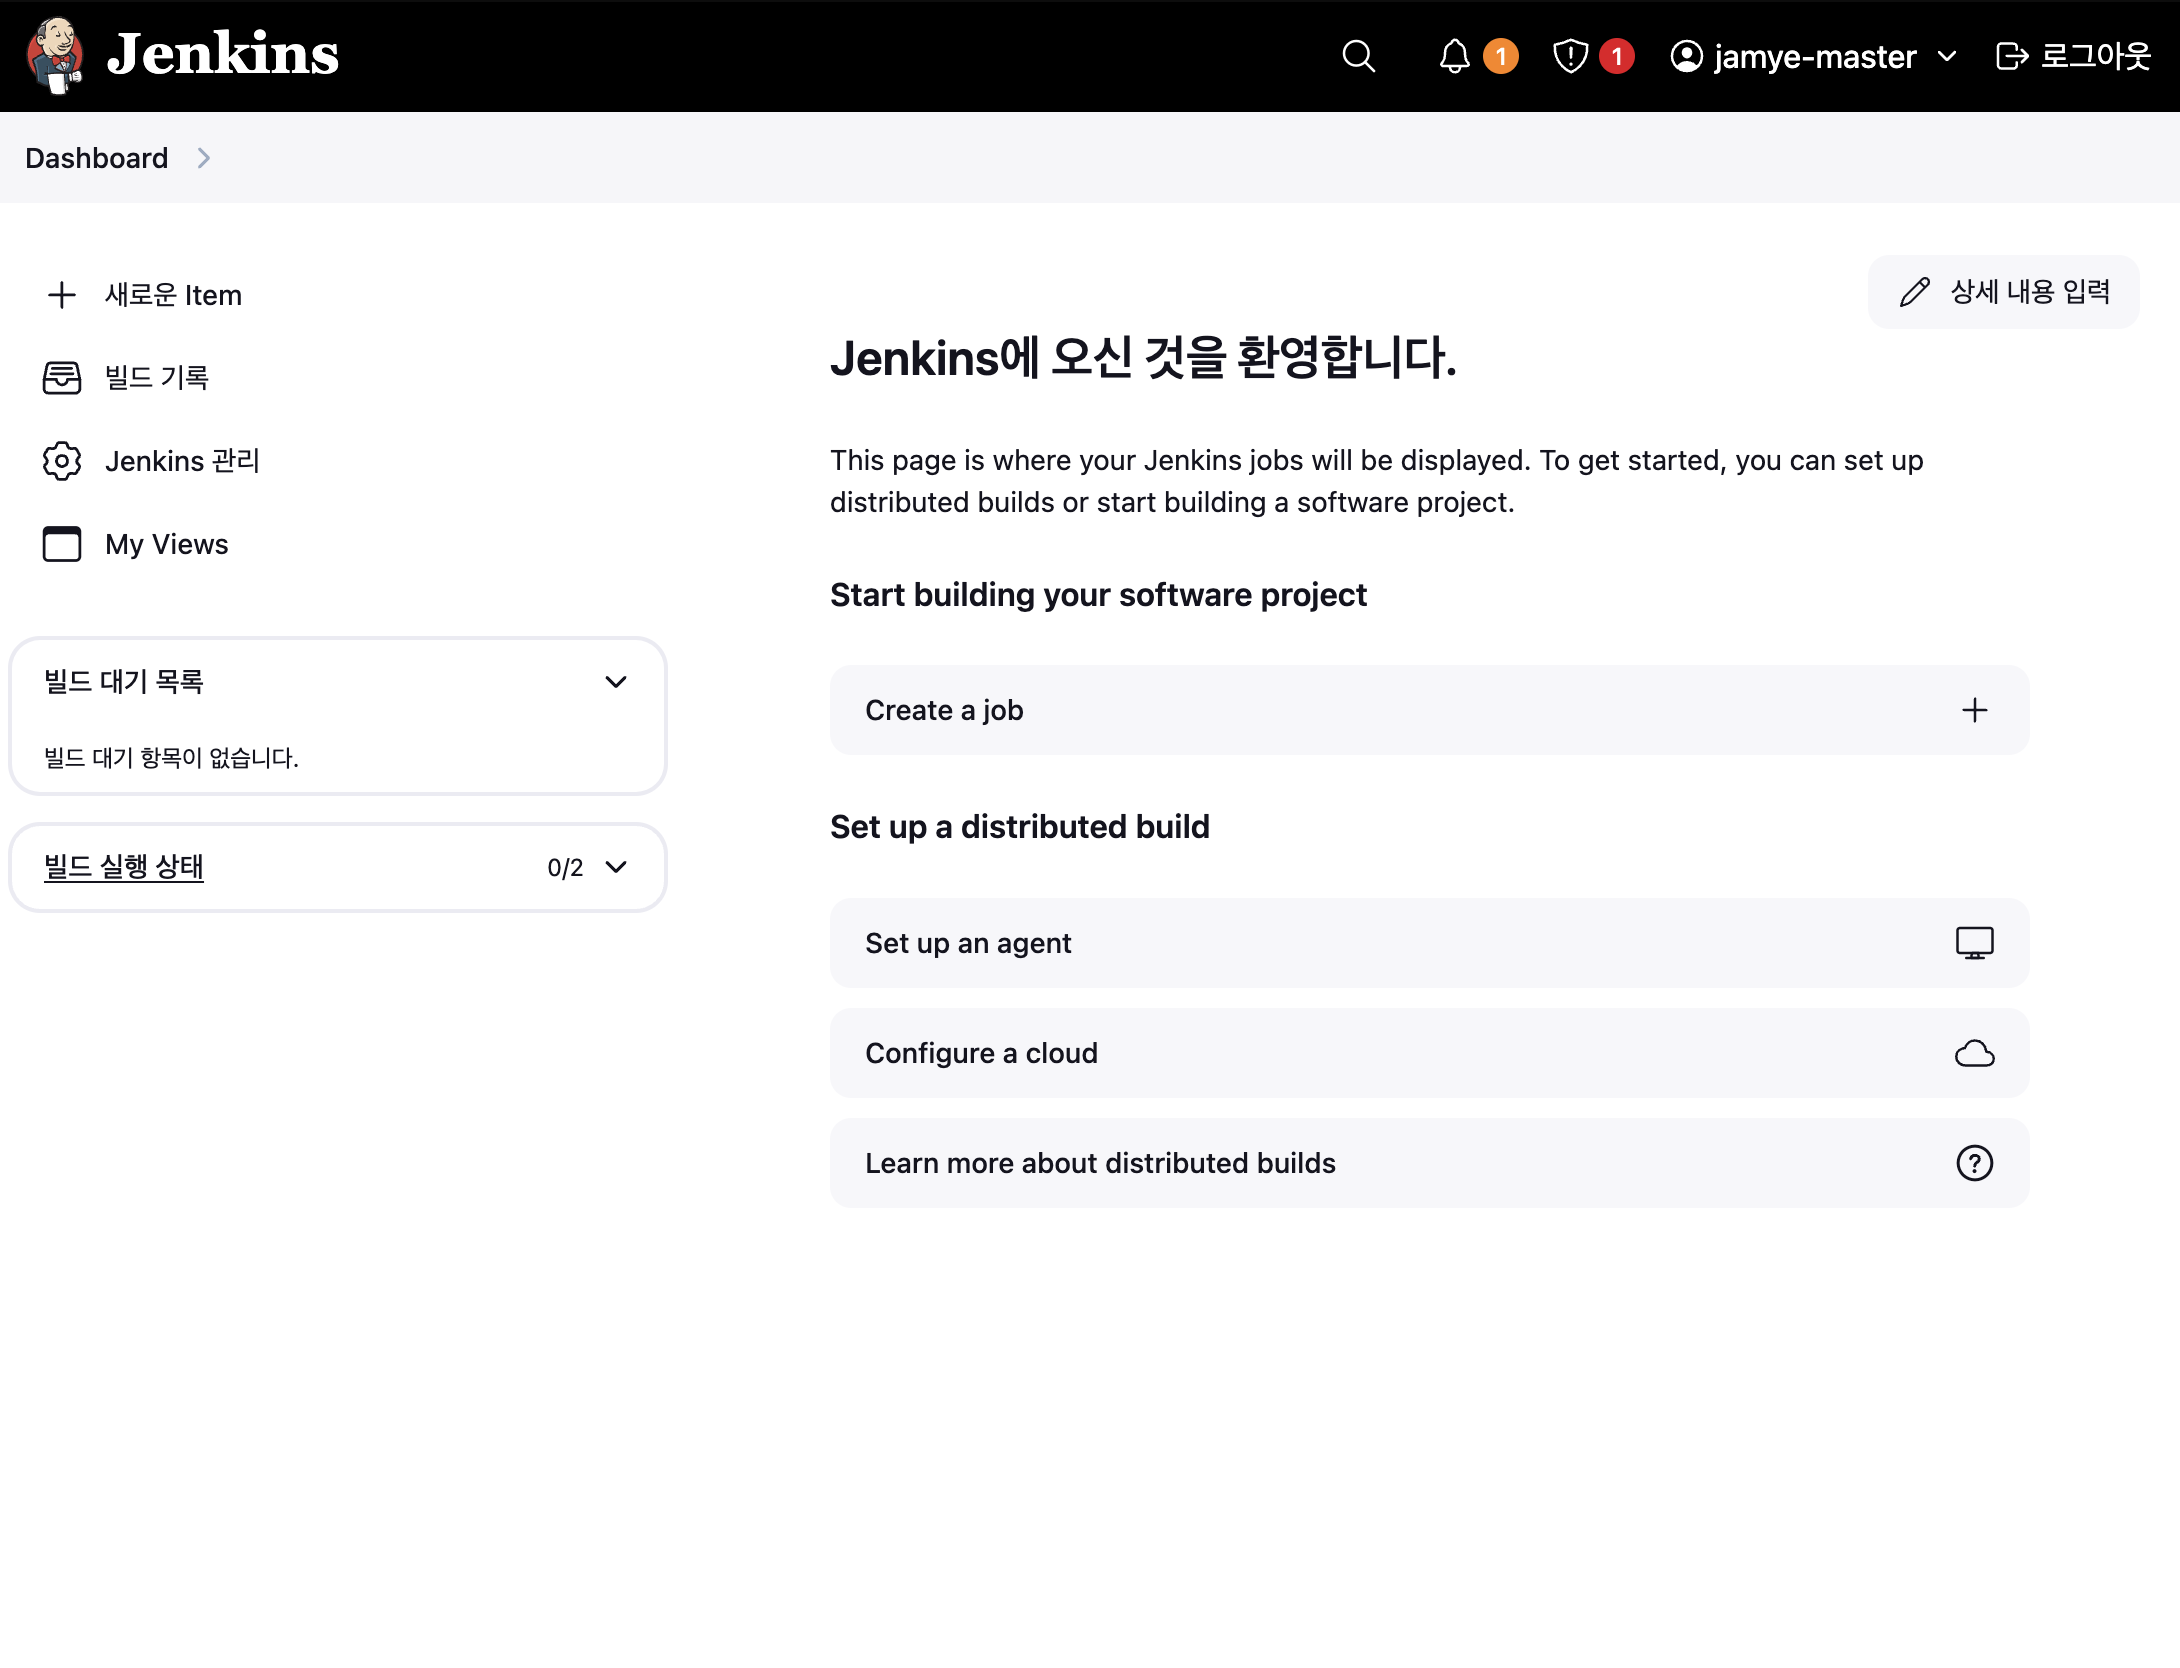 Jenkins
1
1
jamye-master
로그아웃
Dashboard
새로운 Item
빌드 기록
Jenkins 관리
My Views
빌드 대기 목록
빌드 대기 항목이 없습니다.
빌드 실행 상태
0/2
상세 내용 입력
Jenkins에 오신 것을 환영합니다.
This page is where your Jenkins jobs will be displayed. To get started, you can set up
distributed builds or start building a software project.
Start building your software project
Create a job
Set up a distributed build
Set up an agent
Configure a cloud
Learn more about distributed builds